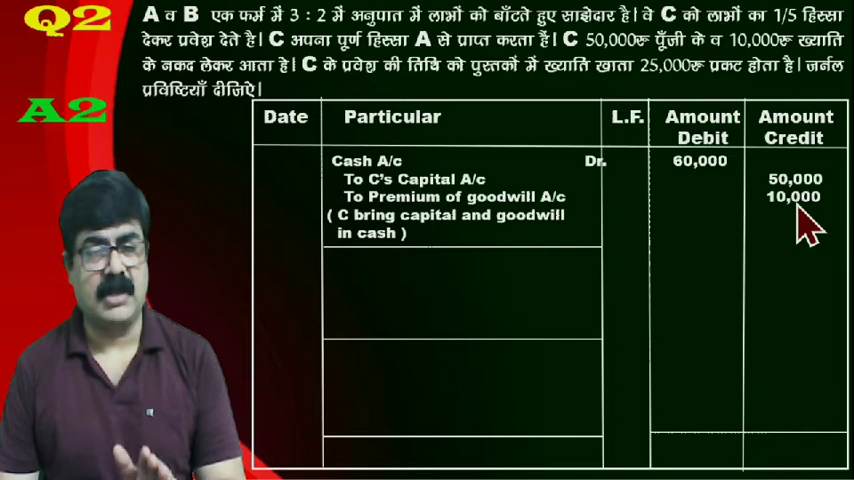 Q2
A व B एक फर्म में 3 : 2 में अनुपात में लाभों को बाँटते हुए साझेदार है। वे C को लाभों का 1/5 हिस्सा
देकर प्रवेश देते है। C अपना पूर्ण हिस्सा A से प्राप्त करता हैं। C 50,000रू पूँजी के व 10,000रू ख्याति
के नकद लेकर आता हे। C के प्रवेश की तिथि को पुस्तकों में ख्याति खाता 25,000रू प्रकट होता है। जर्नल
प्रविष्टियाँ दीजिऐ।
A2
Date Particular L.F. Amount Debit Amount Credit
Cash A/c Dr. 60,000
To C's Capital A/c 50,000
To Premium of goodwill A/c 10,000
( C bring capital and goodwill
in cash )